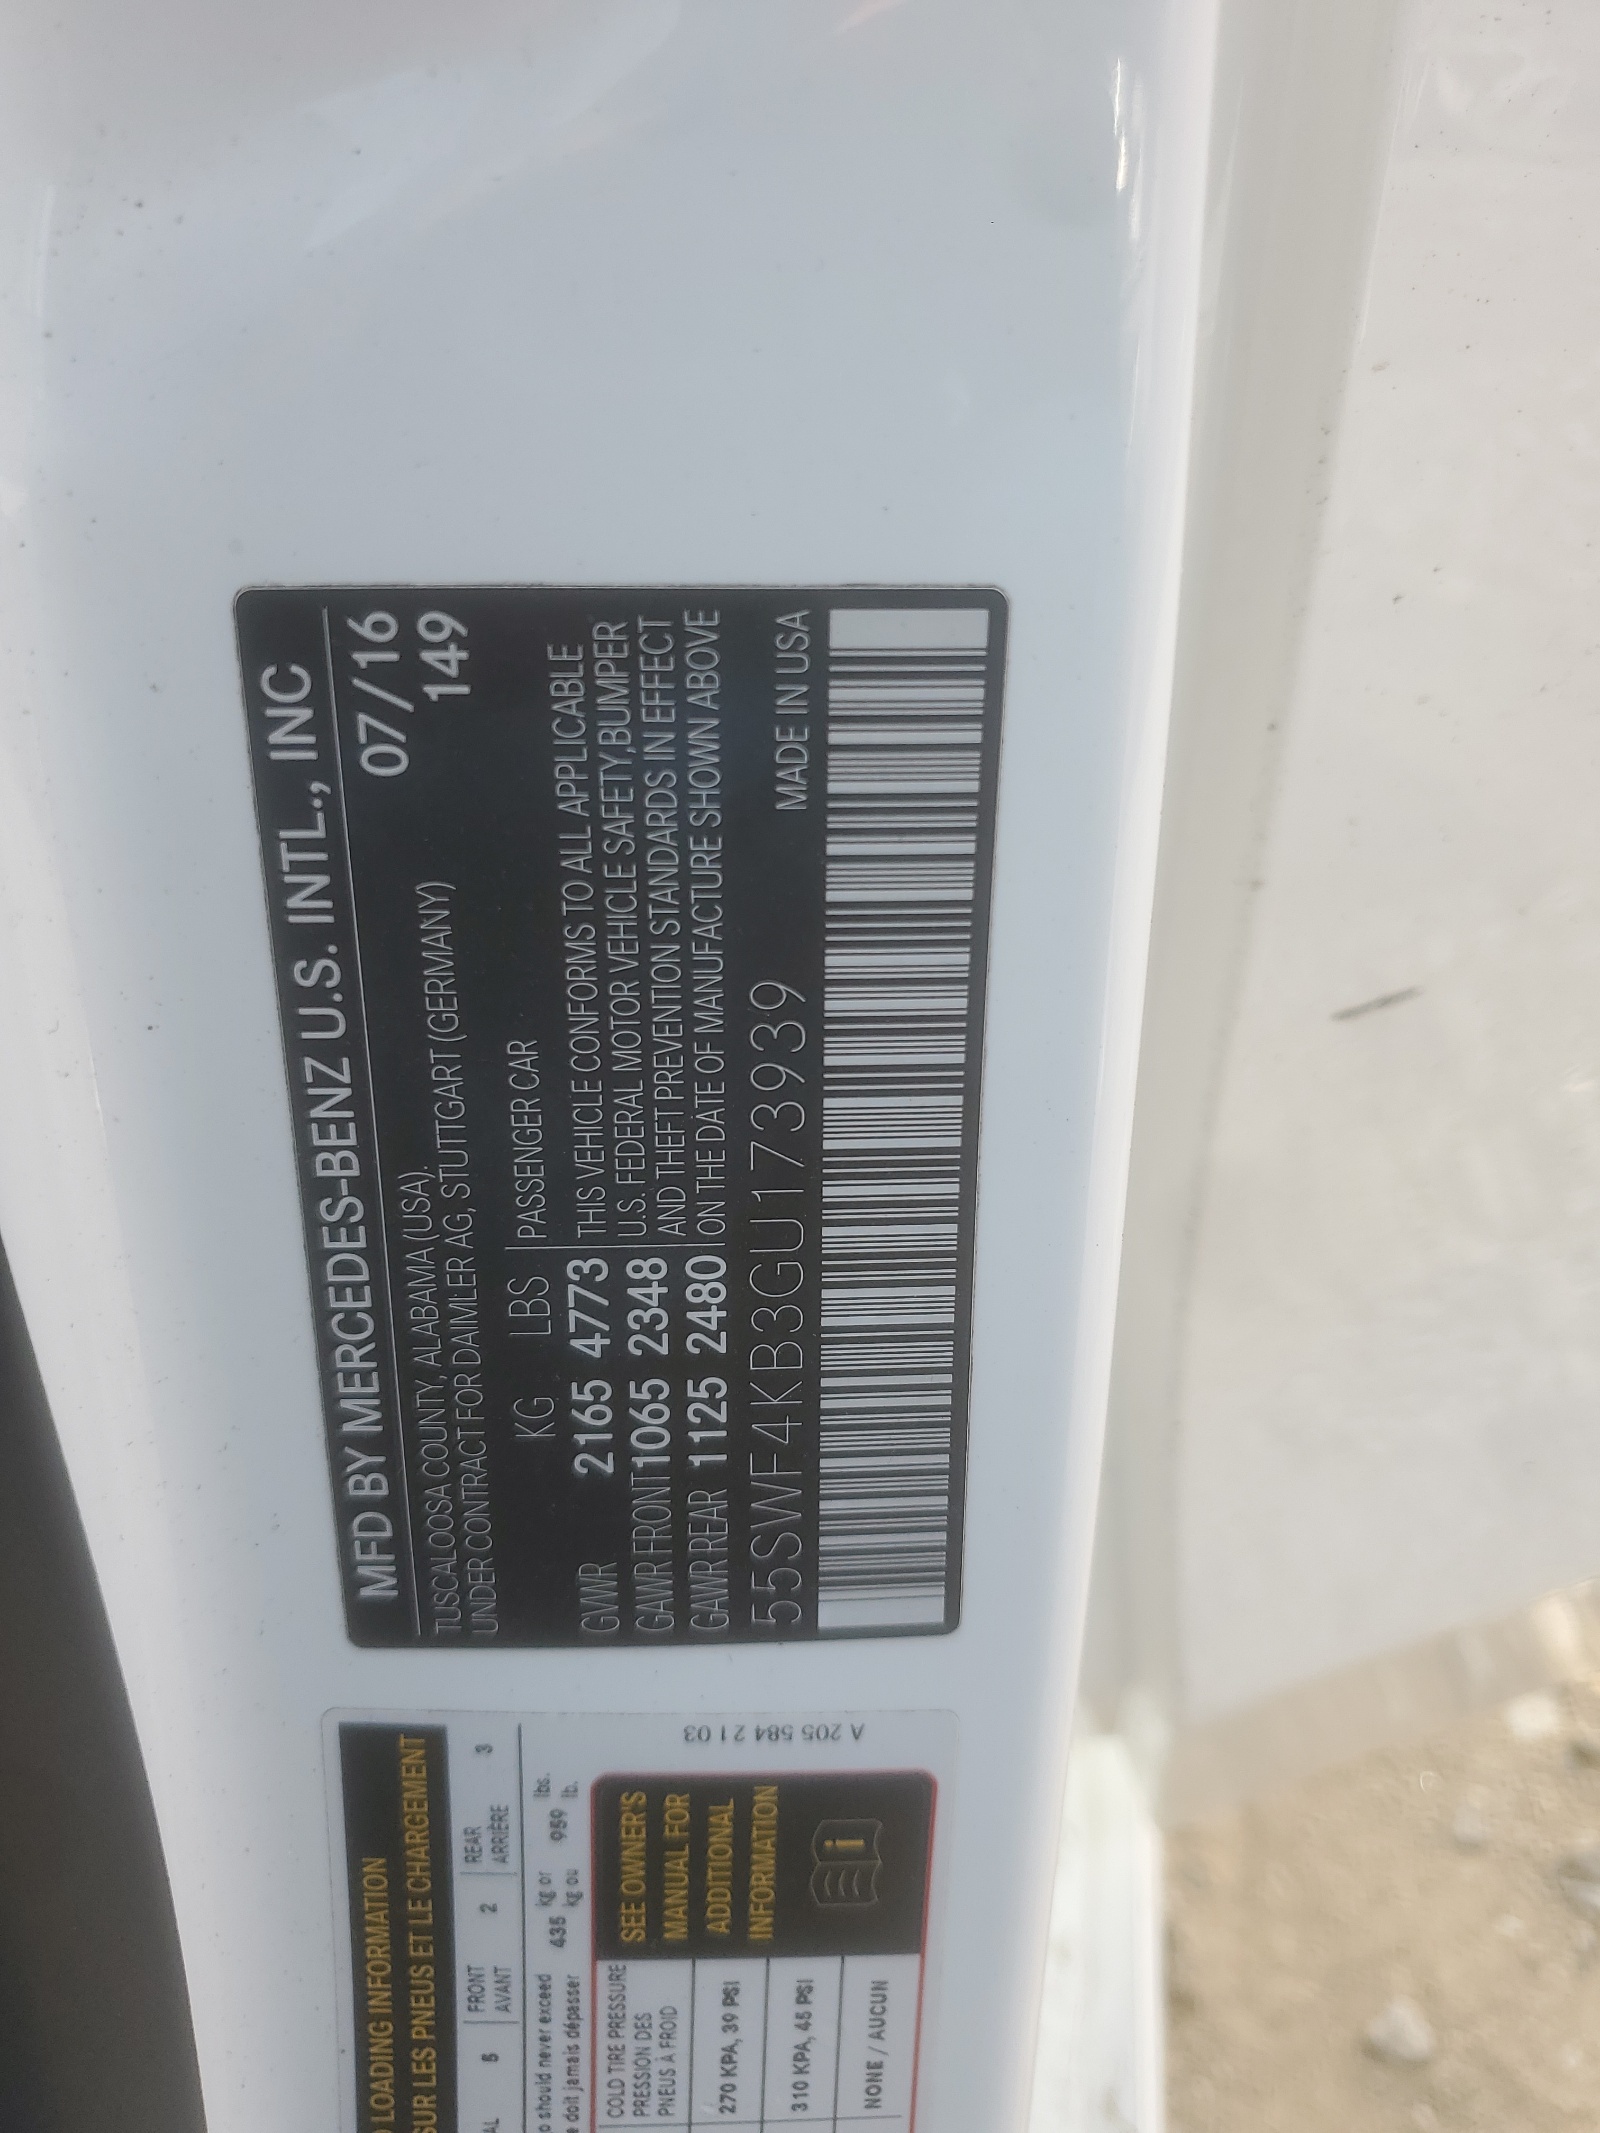 MFD BY MERCEDES-BENZ U.S. INTL., INC
TUSCALOOSA COUNTY, ALABAMA (USA). 07/16
UNDER CONTRACT FOR DAIMLER AG, STUTTGART (GERMANY) 149
KG LBS PASSENGER CAR
GVWR 2165 4773 THIS VEHICLE CONFORMS TO ALL APPLICABLE
U.S. FEDERAL MOTOR VEHICLE SAFETY,BUMPER
GAWR FRONT 1065 2348 AND THEFT PREVENTION STANDARDS IN EFFECT
GAWR REAR 1125 2480 ON THE DATE OF MANUFACTURE SHOWN ABOVE
55SWF4KB3GU173939 MADE IN USA
LOADING INFORMATION
SUR LES PNEUS ET LE CHARGEMENT
AL 5 FRONT 2 REAR 3
AVANT ARRIÈRE
should never exceed 435 kg or 959 lbs.
doit jamais dépasser kg ou lb.
COLD TIRE PRESSURE
PRESSION DES
PNEUS À FROID
270 KPA, 39 PSI
310 KPA, 45 PSI
NONE / AUCUN
SEE OWNER'S
MANUAL FOR
ADDITIONAL
INFORMATION
i
A 205 584 21 03